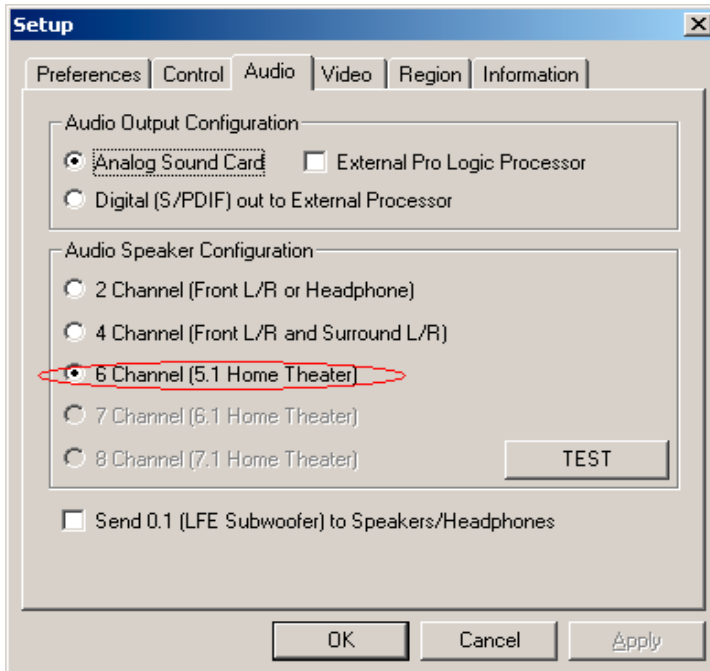 Setup
Preferences Control Audio Video Region Information
Audio Output Configuration
Analog Sound Card External Pro Logic Processor
Digital (S/PDIF) out to External Processor
Audio Speaker Configuration
2 Channel (Front L/R or Headphone)
4 Channel (Front L/R and Surround L/R)
6 Channel (5.1 Home Theater)
7 Channel (6.1 Home Theater)
8 Channel (7.1 Home Theater) TEST
Send 0.1 (LFE Subwoofer) to Speakers/Headphones
OK Cancel Apply